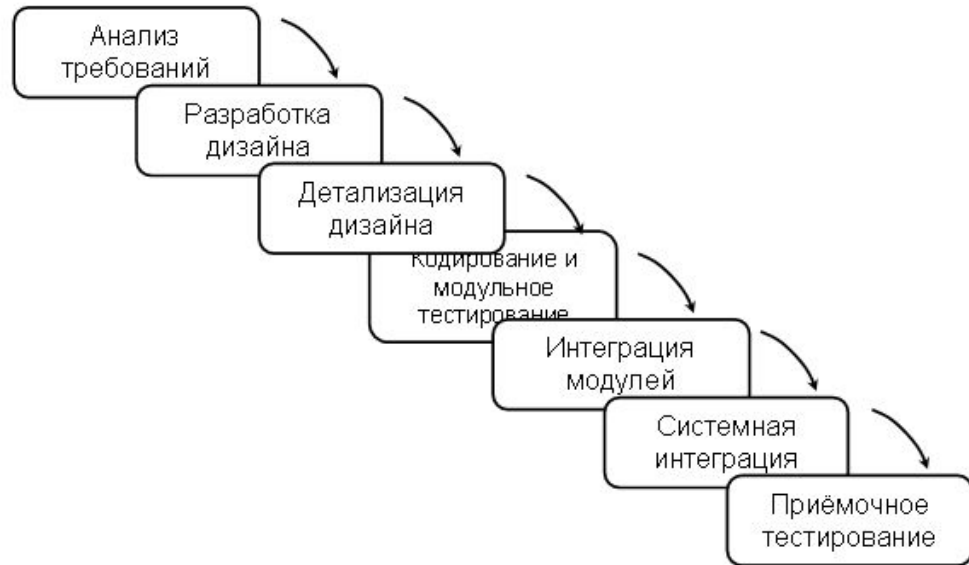 Анализ
требований
Разработка
дизайна
Детализация
дизайна
Кодирование и
модульное
тестирование
Интеграция
модулей
Системная
интеграция
Приёмочное
тестирование